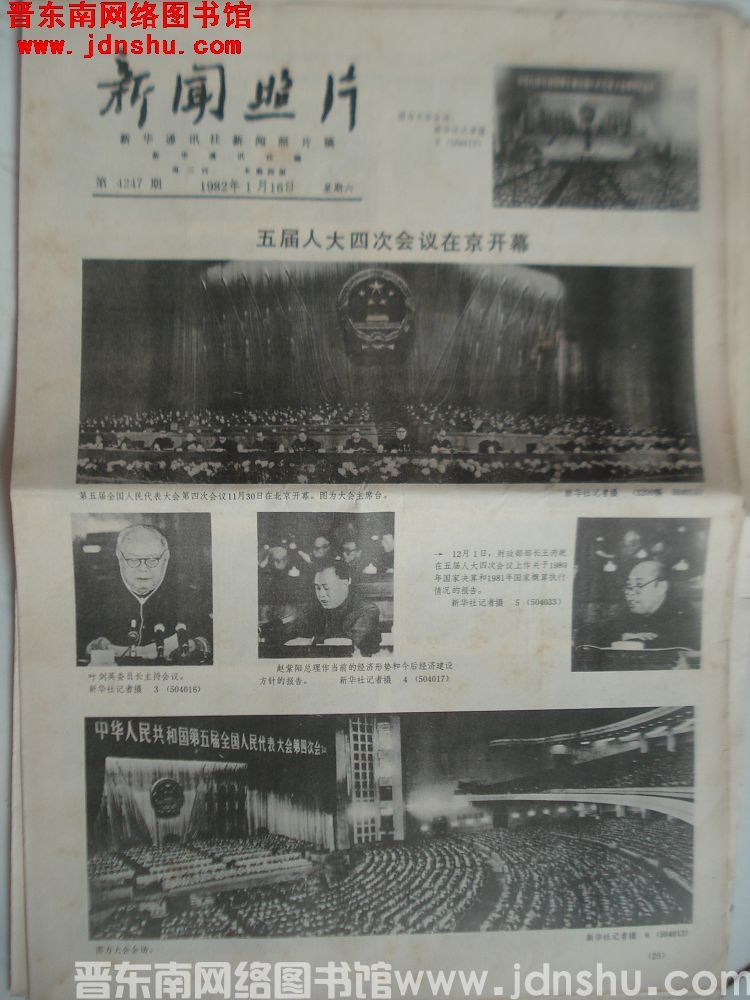 晋东南网络图书馆
www.jdnshu.com
新闻照片
新华通讯社新闻照片稿
新华通讯社编
第 4247 期 1982年1月16日 星期六
五届人大四次会议在京开幕
第五届全国人民代表大会第四次会议11月30日在北京开幕。图为大会主席台。
新华社记者摄
叶剑英委员长主持会议。
新华社记者摄 3 (504016)
赵紫阳总理作当前的经济形势和今后经济建设
方针的报告。 新华社记者摄 4 (504017)
← 12月1日，财政部部长王丙乾
在五届人大四次会议上作关于1980
年国家决算和1981年国家概算执行
情况的报告。
新华社记者摄 5 (504033)
中华人民共和国第五届全国人民代表大会第四次会议
图为大会会场。
新华社记者摄 6 (504013)
(25)
晋东南网络图书馆www.jdnshu.com